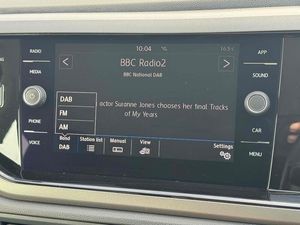 RADIO
MEDIA
PHONE
VOICE
10:04
16.5°C
APP
SOUND
CAR
MENU
<
BBC Radio2
>
BBC National DAB
DAB
FM
AM
actor Suranne Jones chooses her final Tracks
of My Years
Band
DAB
Station list
Manual
View
Settings